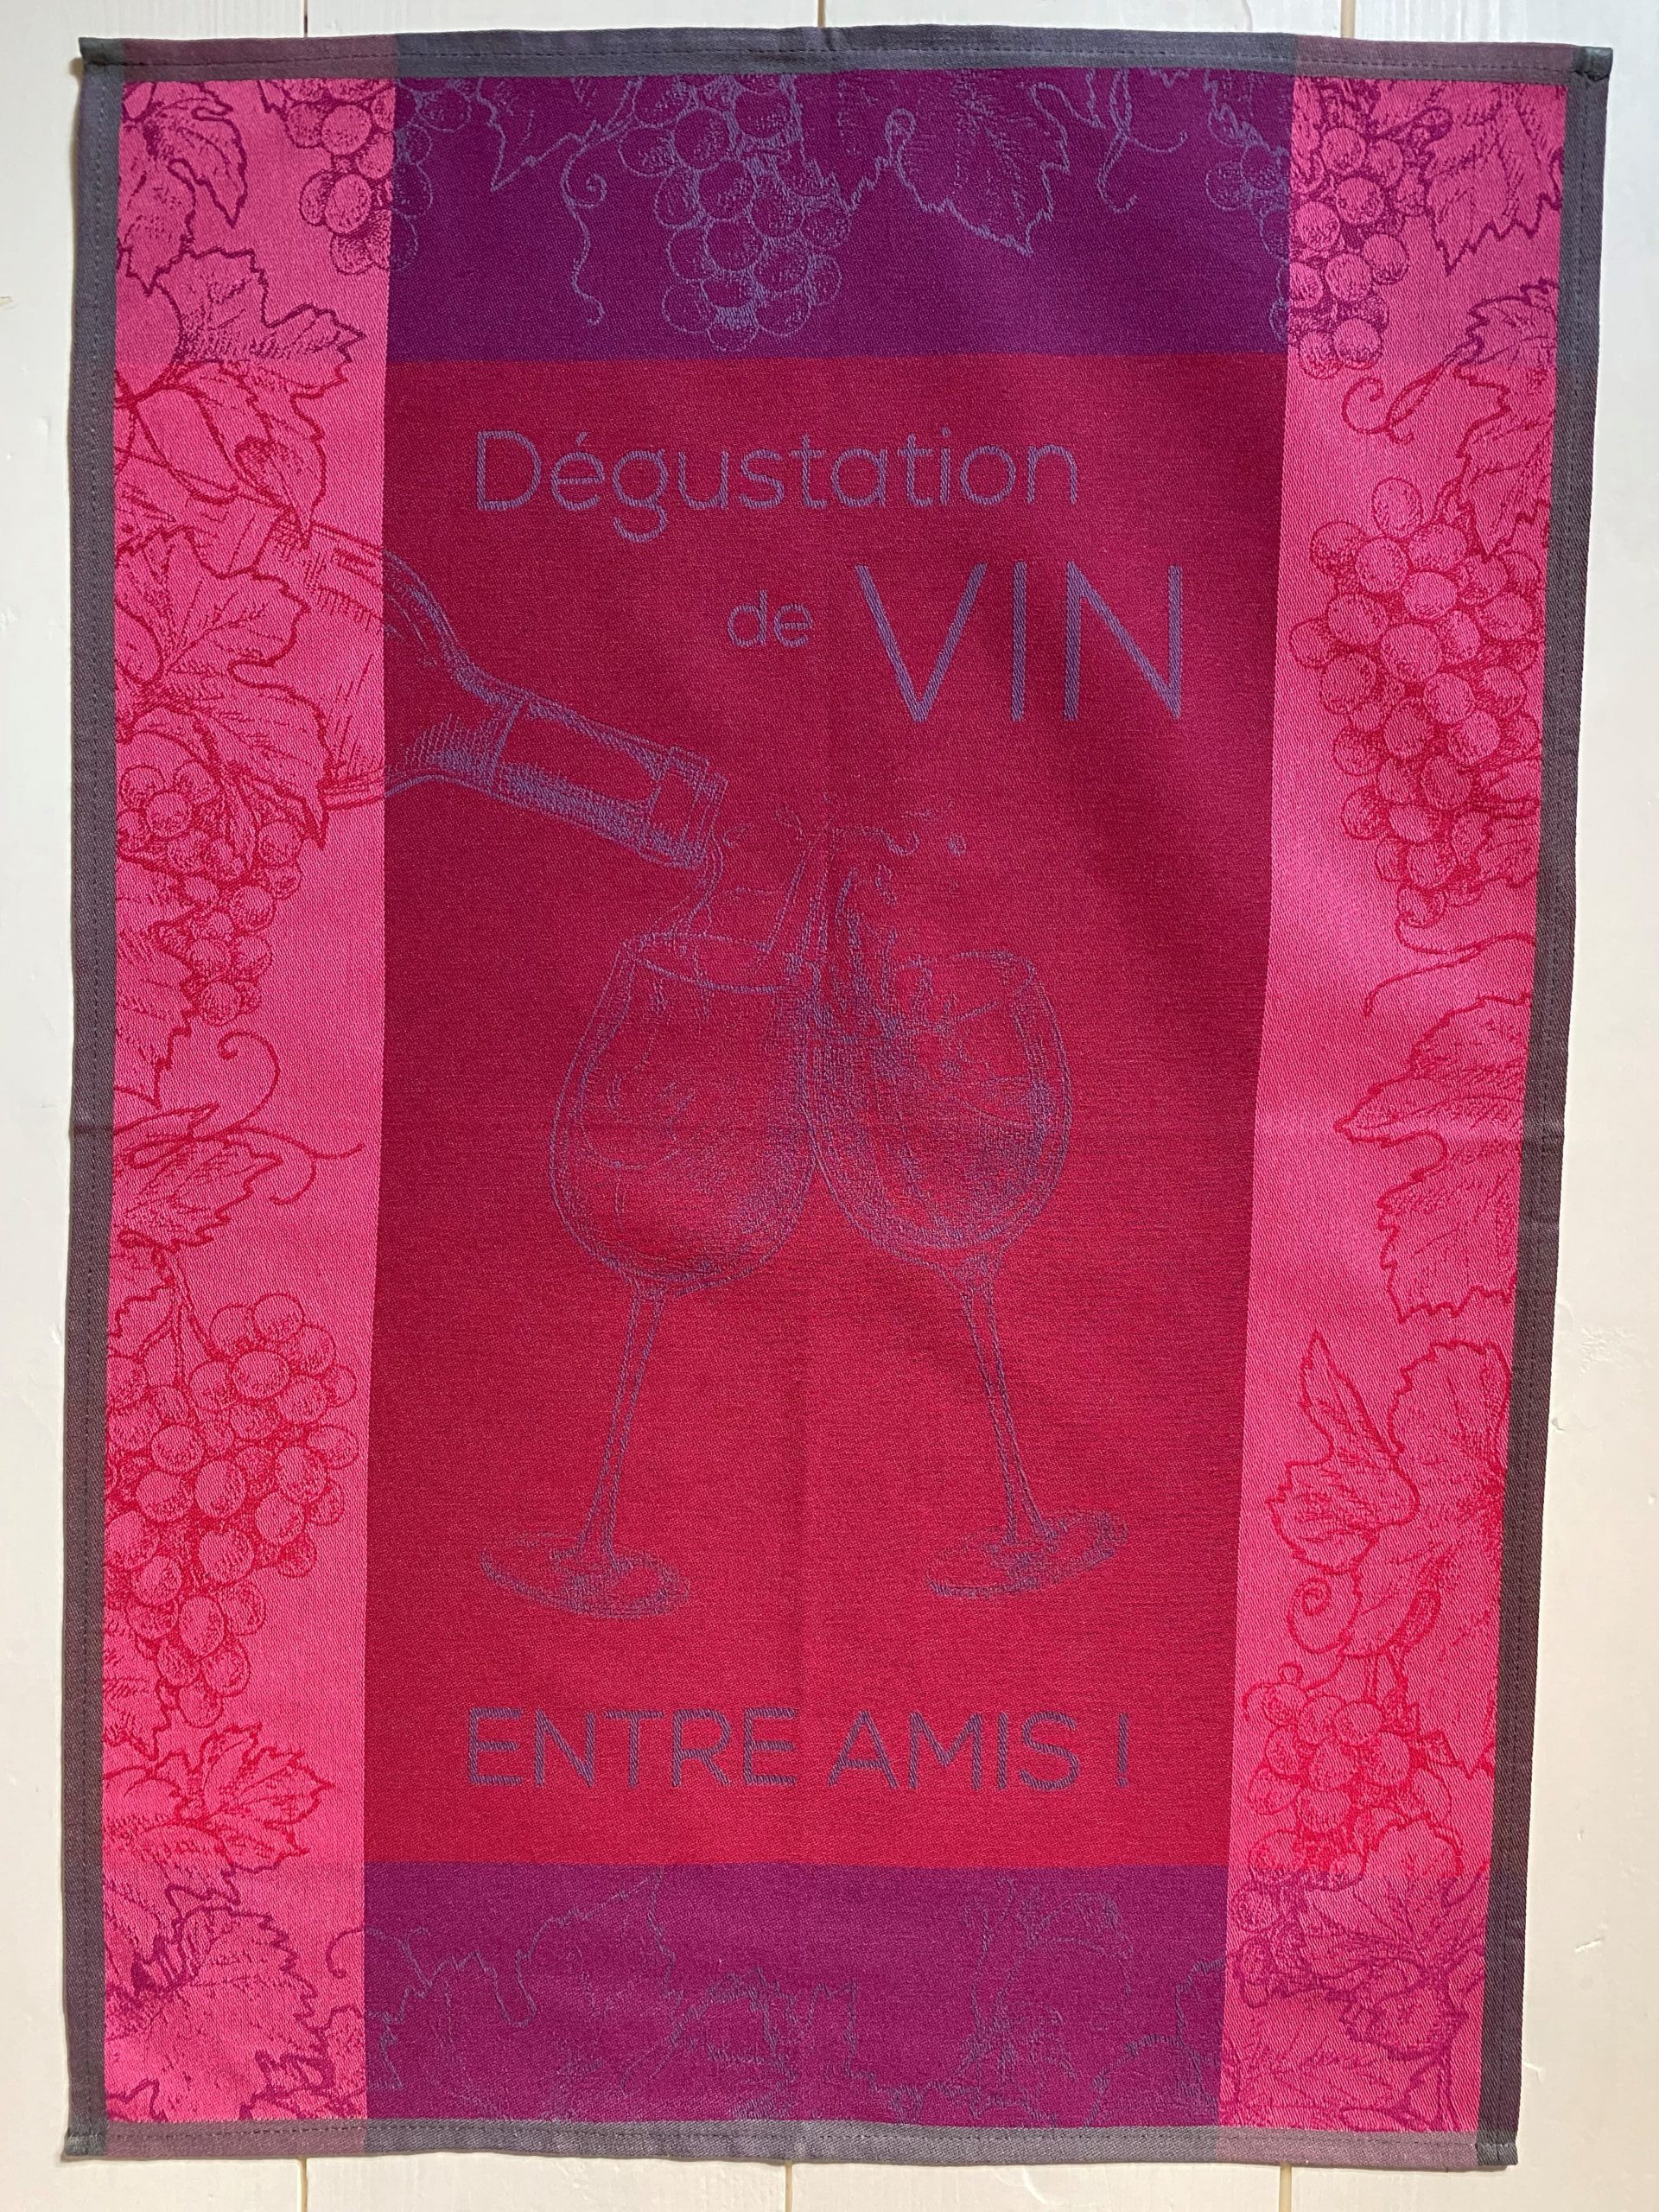 Dégustation
de VIN
ENTRE AMIS !